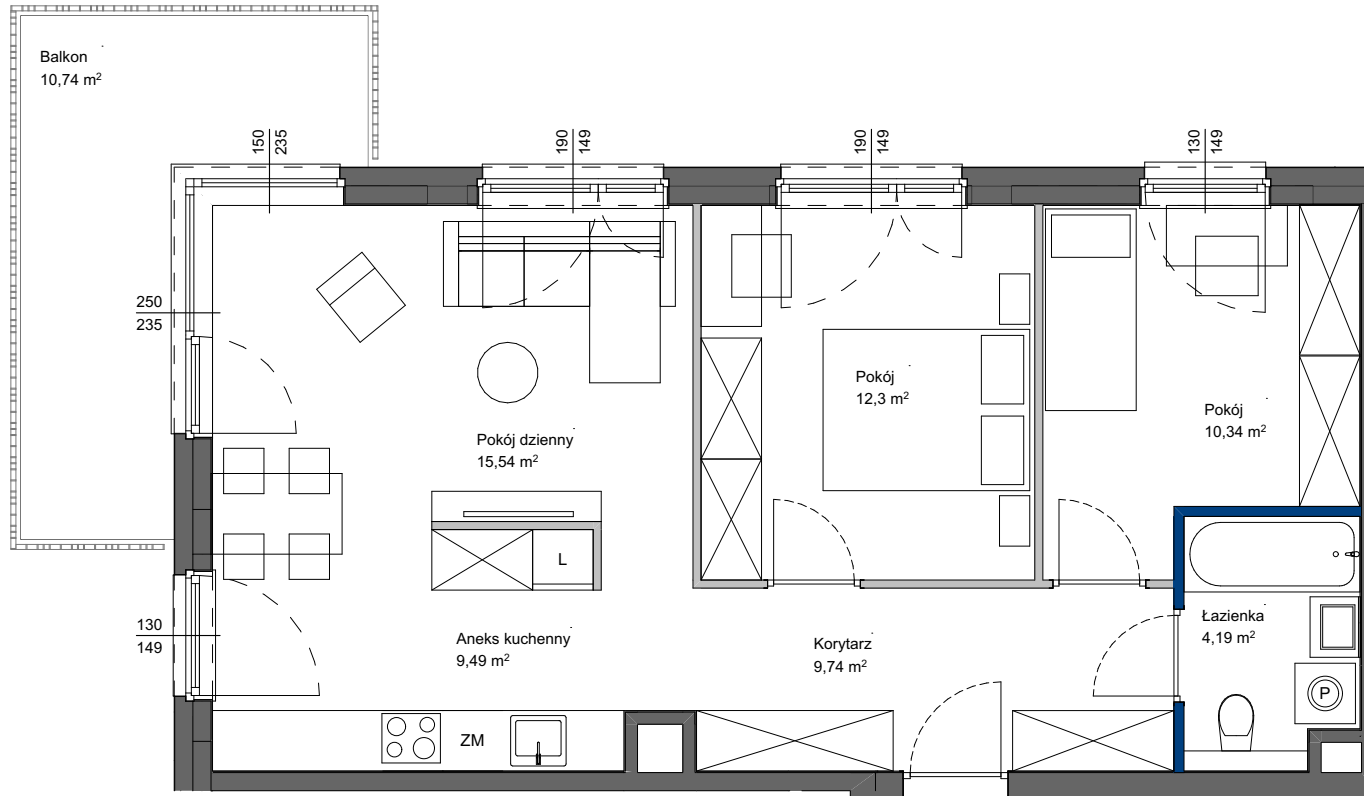 Balkon
10,74 m²
150
235
190
149
190
149
130
149
250
235
Pokój
12,3 m²
Pokój
10,34 m²
Pokój dzienny
15,54 m²
L
130
149
Aneks kuchenny
9,49 m²
Korytarz
9,74 m²
Łazienka
4,19 m²
P
ZM